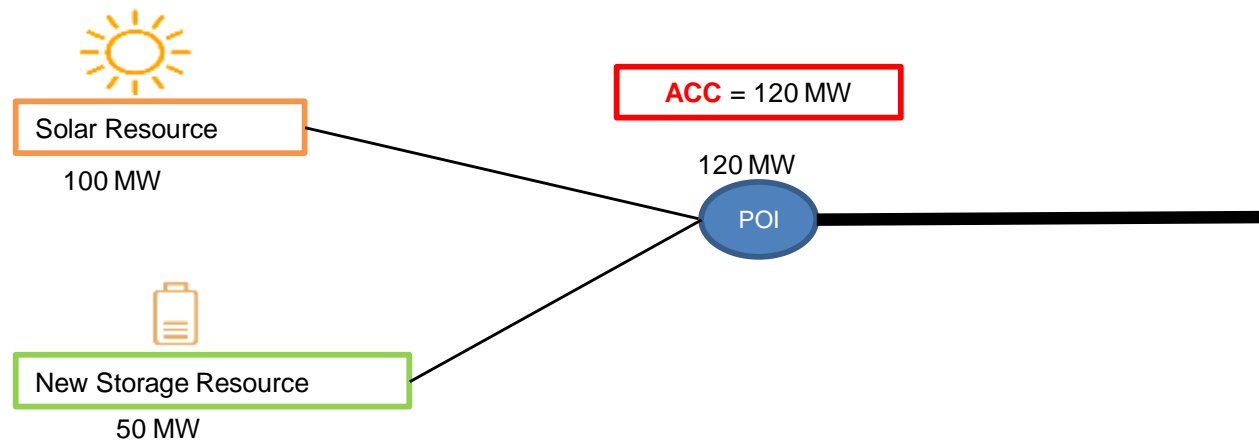 ACC = 120 MW
Solar Resource
100 MW
120 MW
POI
New Storage Resource
50 MW